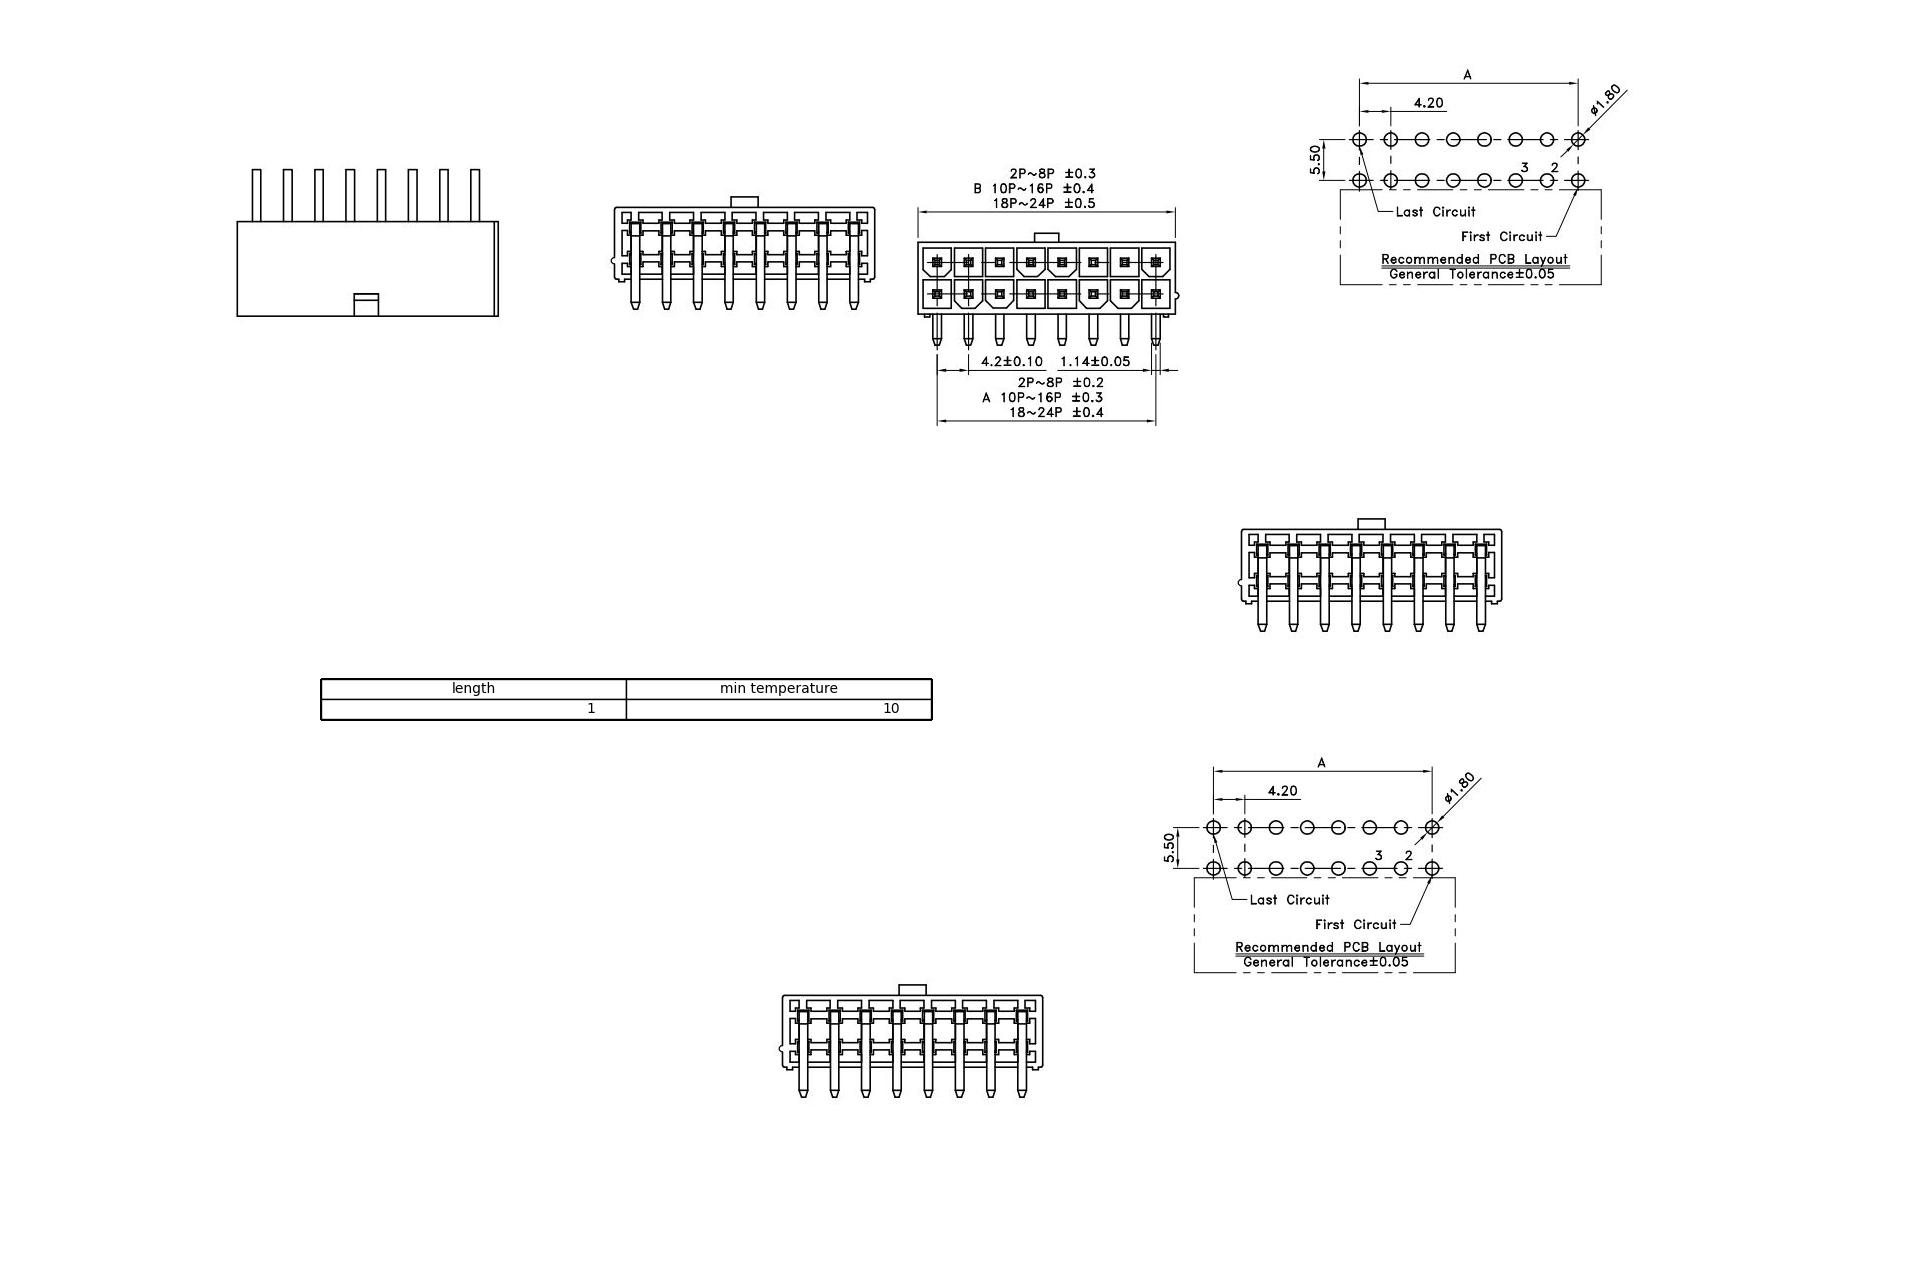 A
4.20
ø1.80
5.50
3 2
Last Circuit
First Circuit
Recommended PCB Layout
General Tolerance±0.05
2P~8P ±0.3
B 10P~16P ±0.4
18P~24P ±0.5
4.2±0.10 1.14±0.05
2P~8P ±0.2
A 10P~16P ±0.3
18~24P ±0.4
length min temperature
1 10
A
4.20
ø1.80
5.50
3 2
Last Circuit
First Circuit
Recommended PCB Layout
General Tolerance±0.05